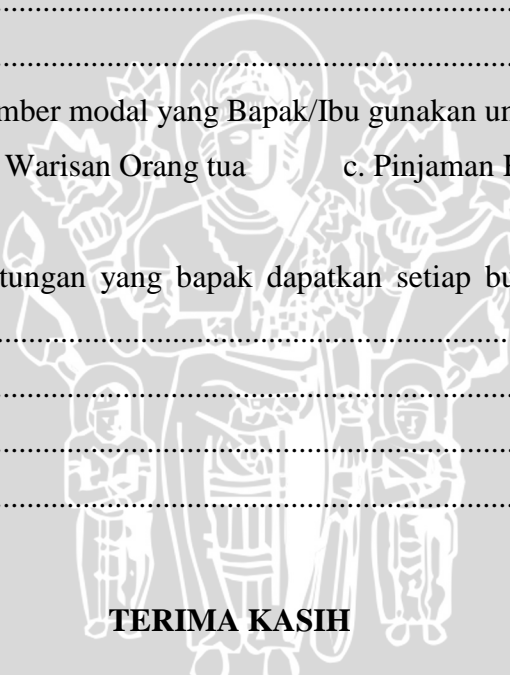 ..........................................................................
..........................................................................
mber modal yang Bapak/Ibu gunakan un
Warisan Orang tua c. Pinjaman
tungan yang bapak dapatkan setiap bu
..........................................................................
..........................................................................
..........................................................................
..........................................................................
TERIMA KASIH